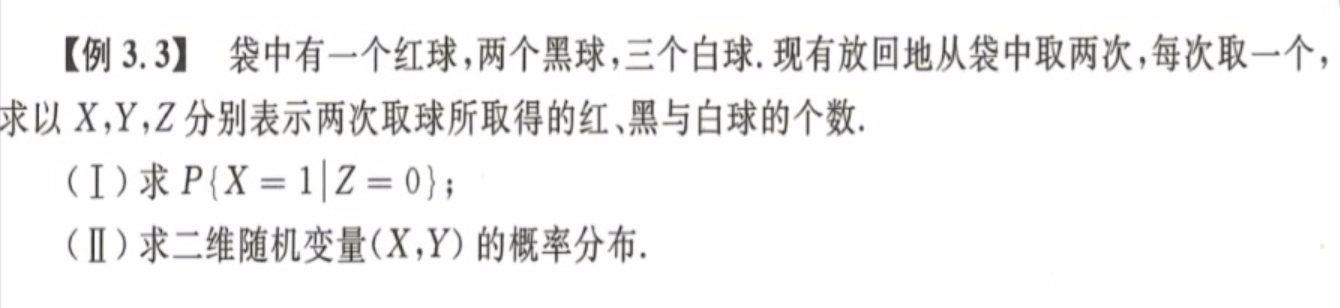 【例 3.3】 袋中有一个红球,两个黑球,三个白球.现有放回地从袋中取两次,每次取一个,
求以 X,Y,Z 分别表示两次取球所取得的红、黑与白球的个数.
(Ⅰ)求 P{X = 1|Z = 0};
(Ⅱ)求二维随机变量(X,Y) 的概率分布.